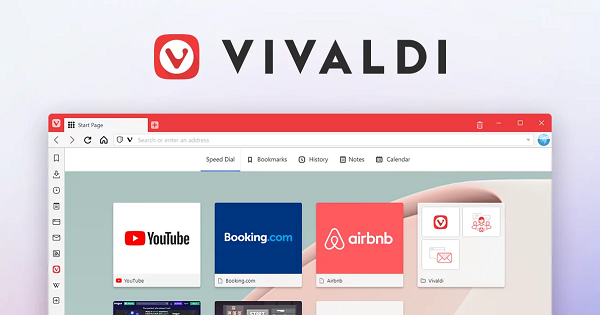 VIVALDI
Start Page
Search or enter an address
Speed Dial Bookmarks History Notes Calendar
YouTube Booking.com airbnb
YouTube Booking.com Airbnb Vivaldi